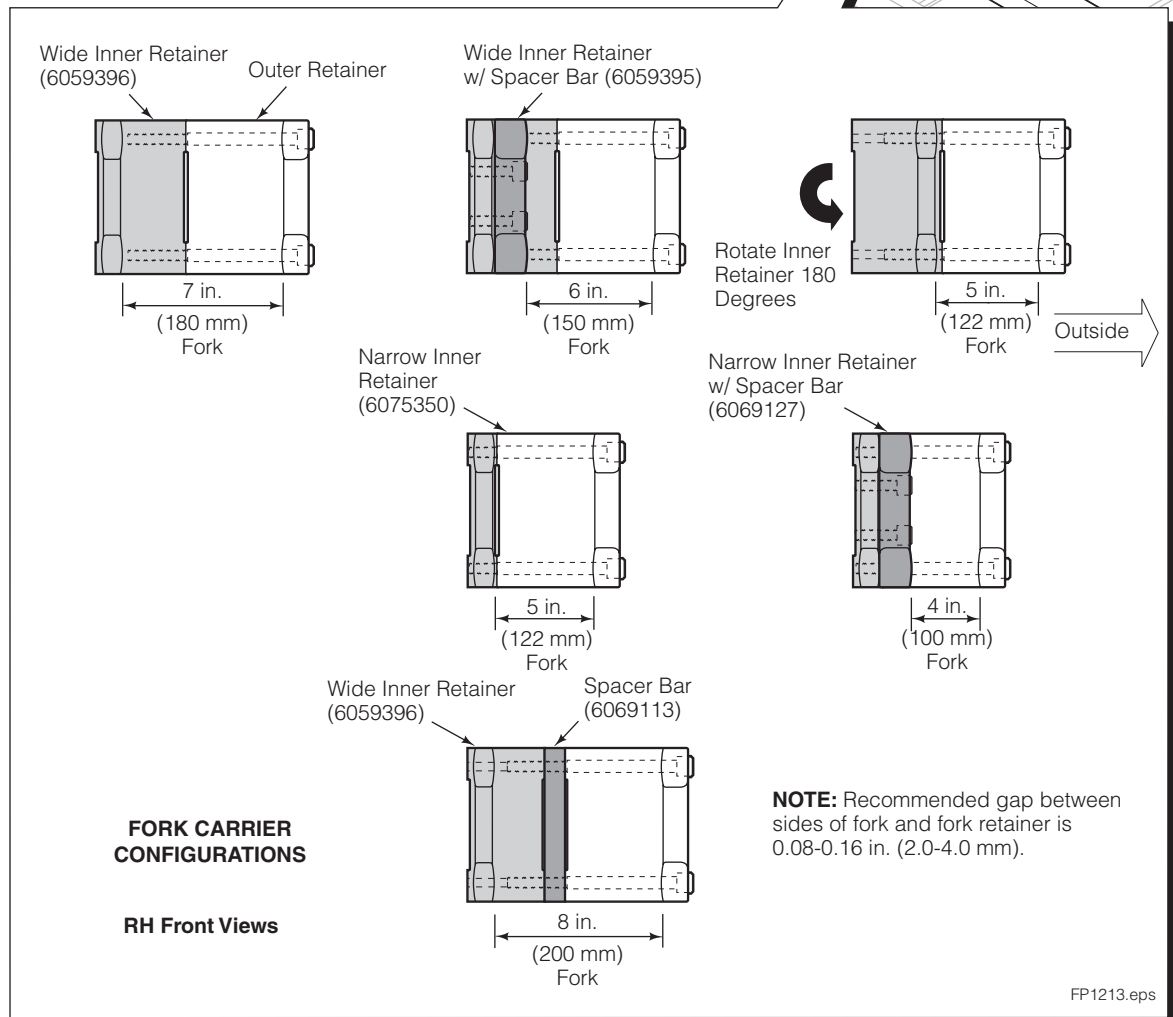 Wide Inner Retainer
(6059396)
Outer Retainer
Wide Inner Retainer
w/ Spacer Bar (6059395)
Rotate Inner
Retainer 180
Degrees
7 in.
(180 mm)
Fork
6 in.
(150 mm)
Fork
5 in.
(122 mm)
Fork
Outside
Narrow Inner
Retainer
(6075350)
Narrow Inner Retainer
w/ Spacer Bar
(6069127)
5 in.
(122 mm)
Fork
4 in.
(100 mm)
Fork
Wide Inner Retainer
(6059396)
Spacer Bar
(6069113)
FORK CARRIER
CONFIGURATIONS
RH Front Views
8 in.
(200 mm)
Fork
NOTE: Recommended gap between
sides of fork and fork retainer is
0.08-0.16 in. (2.0-4.0 mm).
FP1213.eps